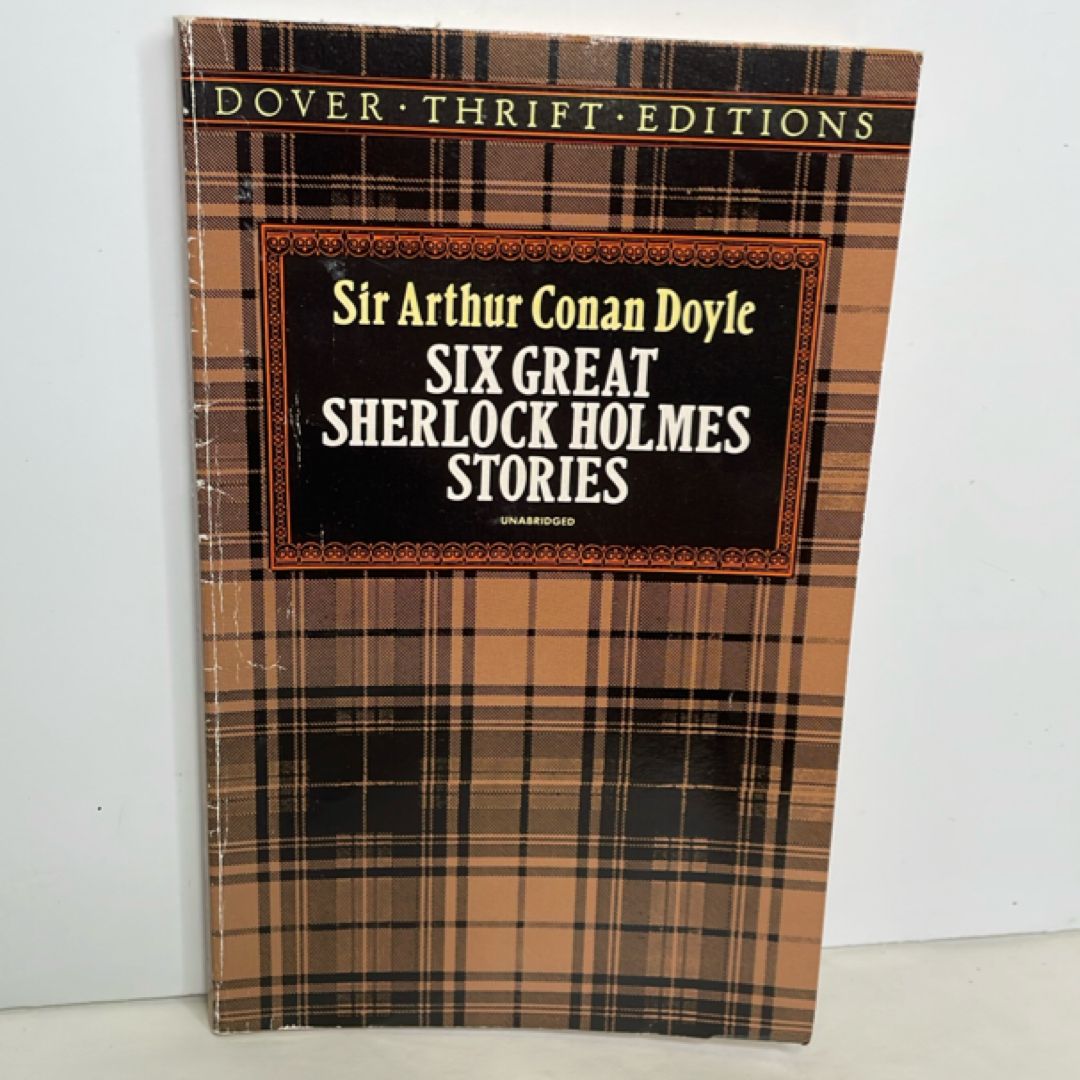 DOVER · THRIFT · EDITIONS
Sir Arthur Conan Doyle
SIX GREAT
SHERLOCK HOLMES
STORIES
UNABRIDGED